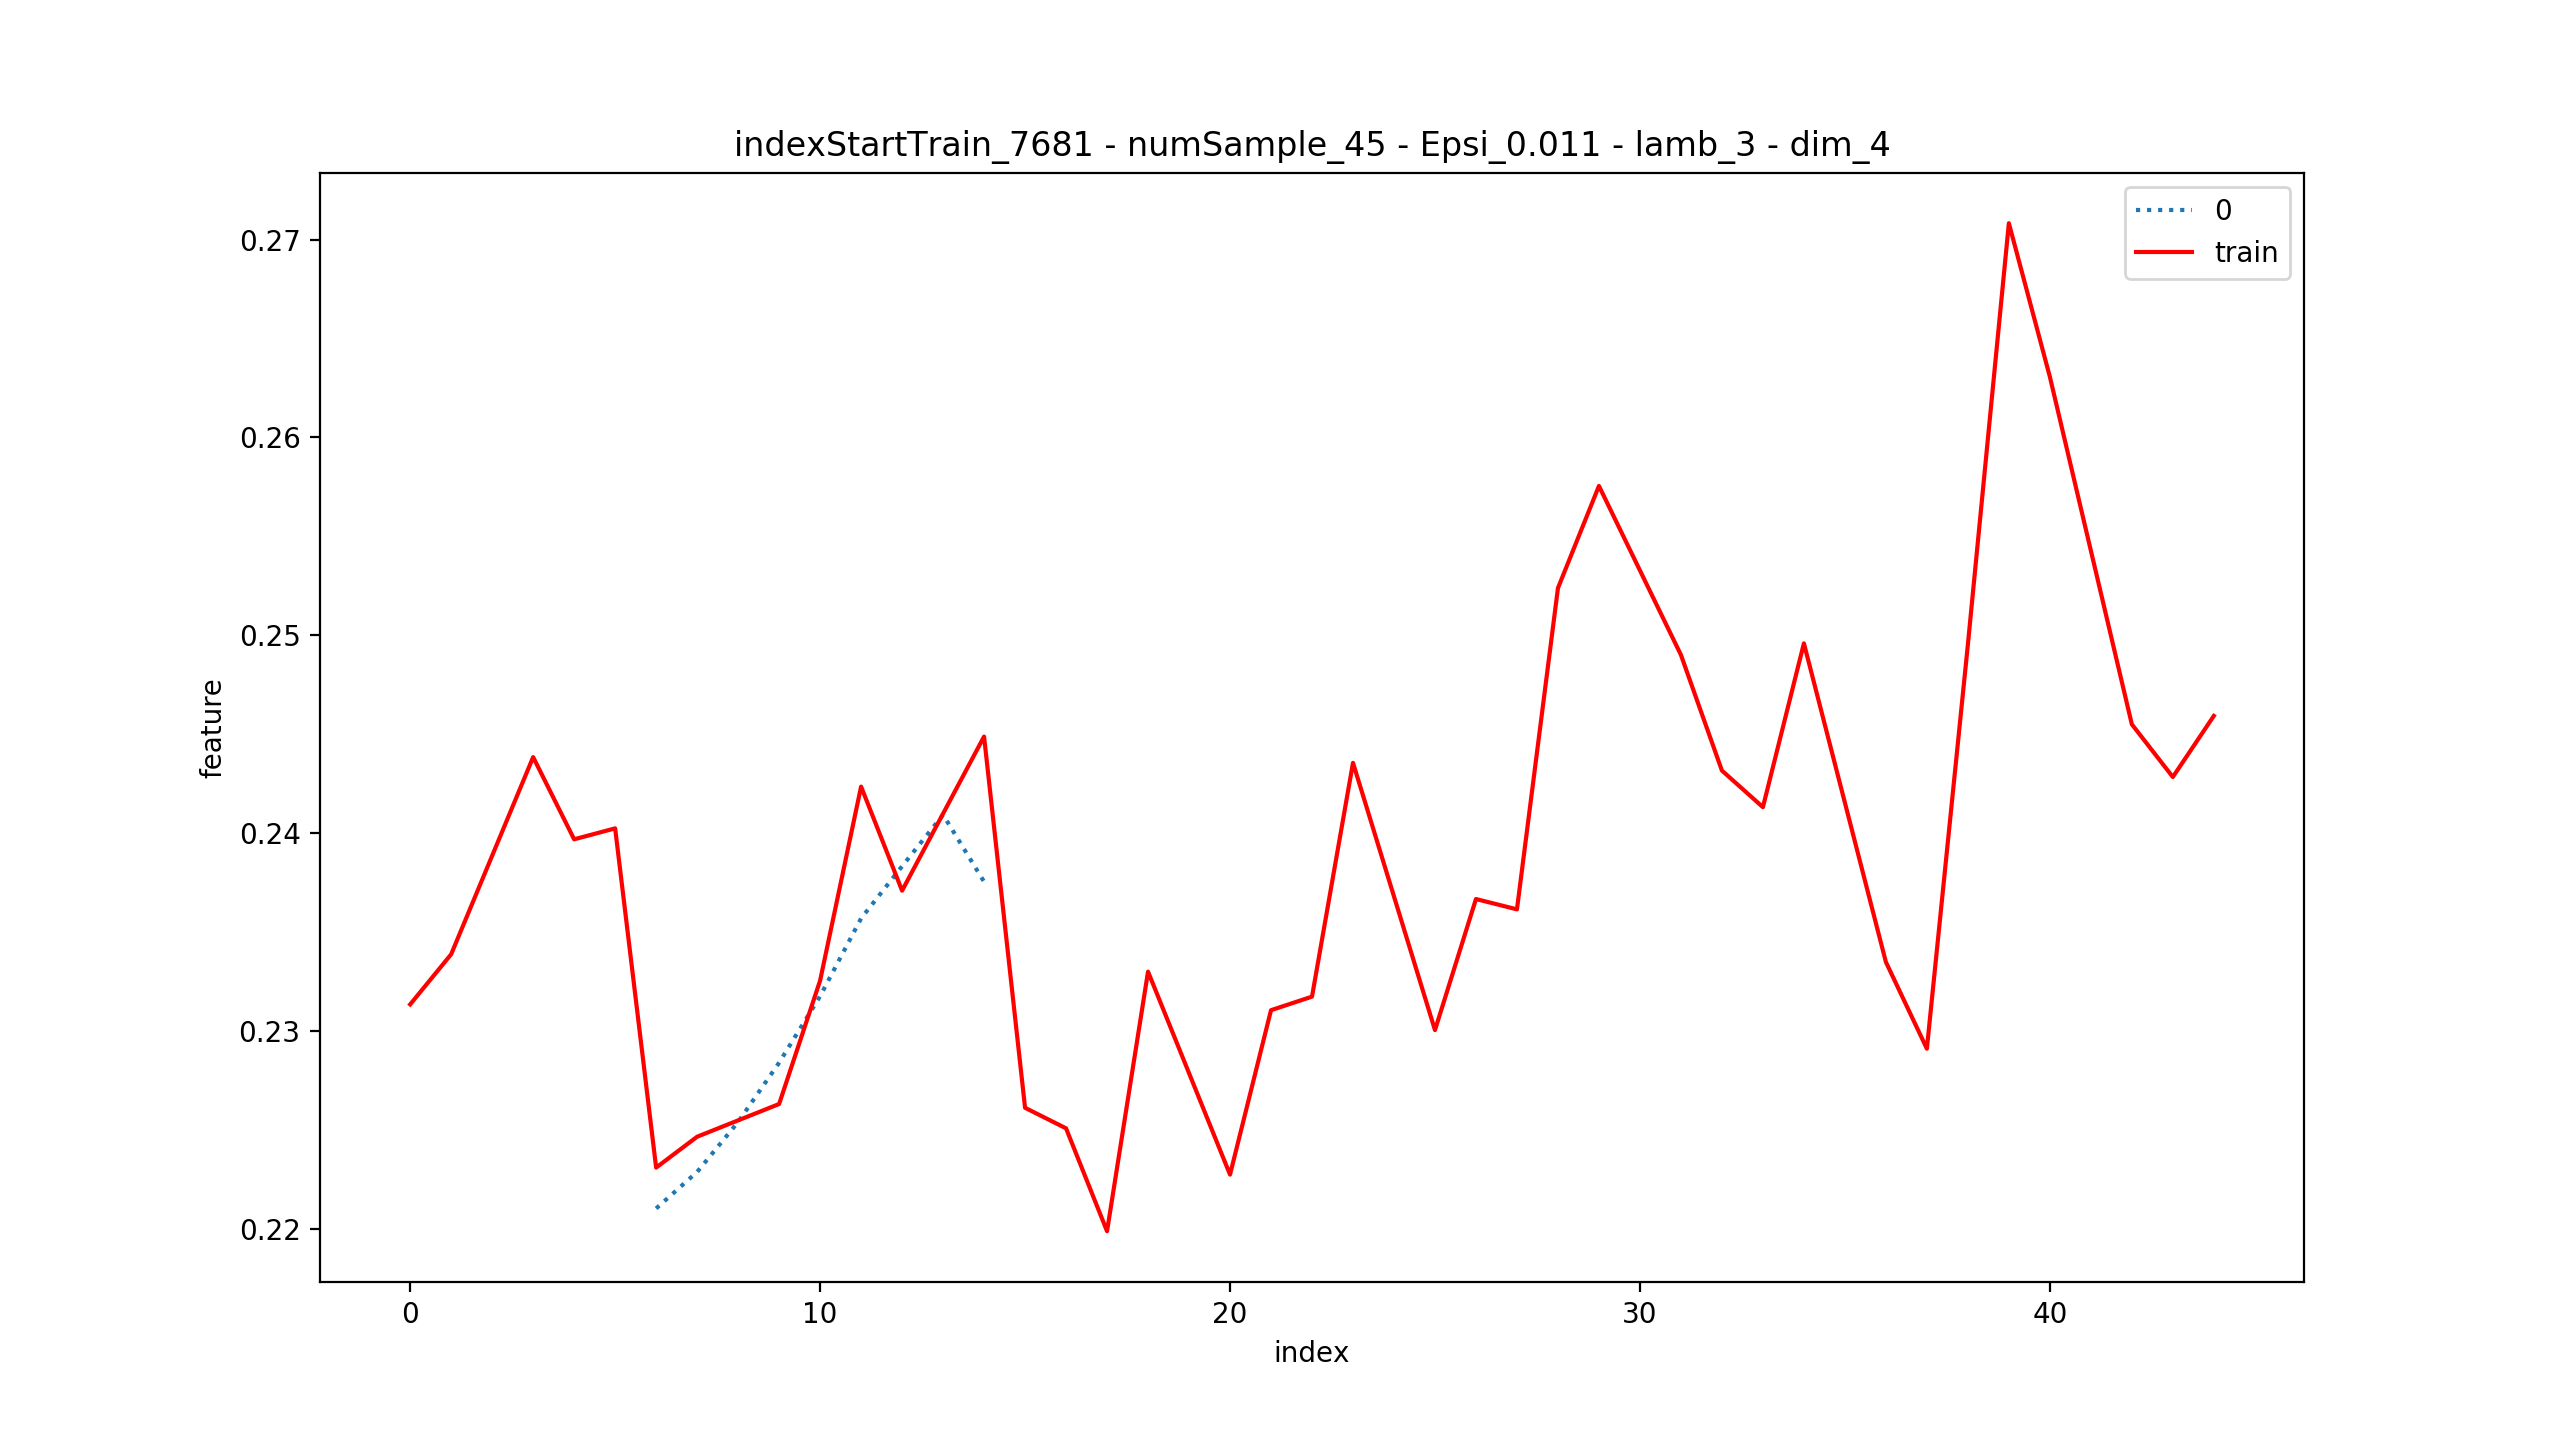 indexStartTrain_7681 - numSample_45 - Epsi_0.011 - lamb_3 - dim_4
0
train
0.27
0.26
0.25
0.24
0.23
0.22
feature
0 10 20 30 40
index